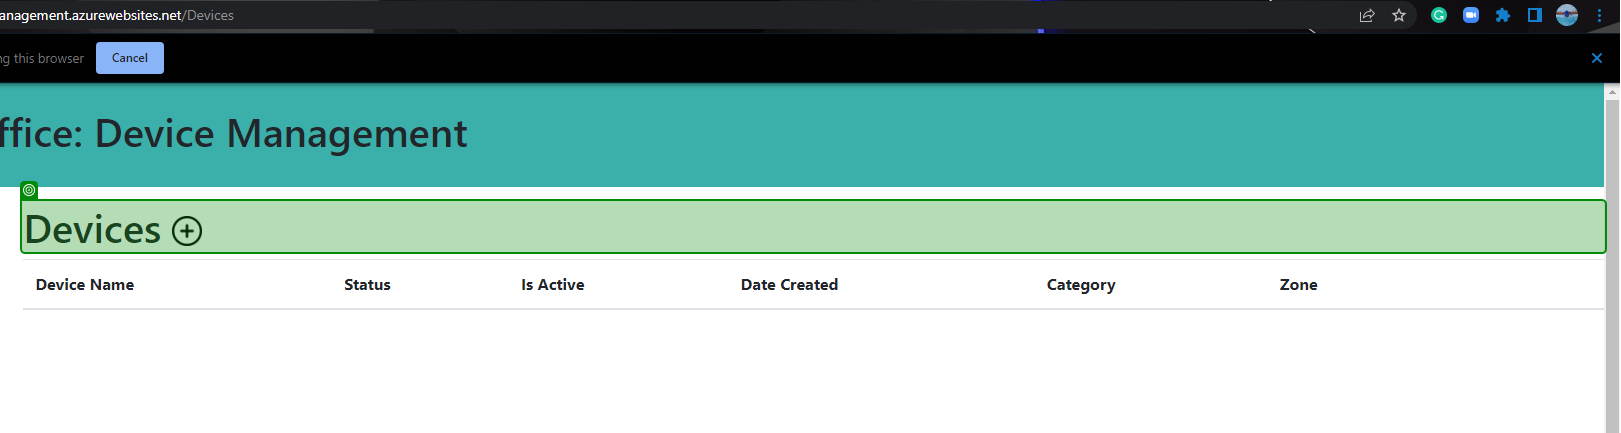 anagement.azurewebsites.net/Devices
ng this browser Cancel
ffice: Device Management
Devices
Device Name Status Is Active Date Created Category Zone